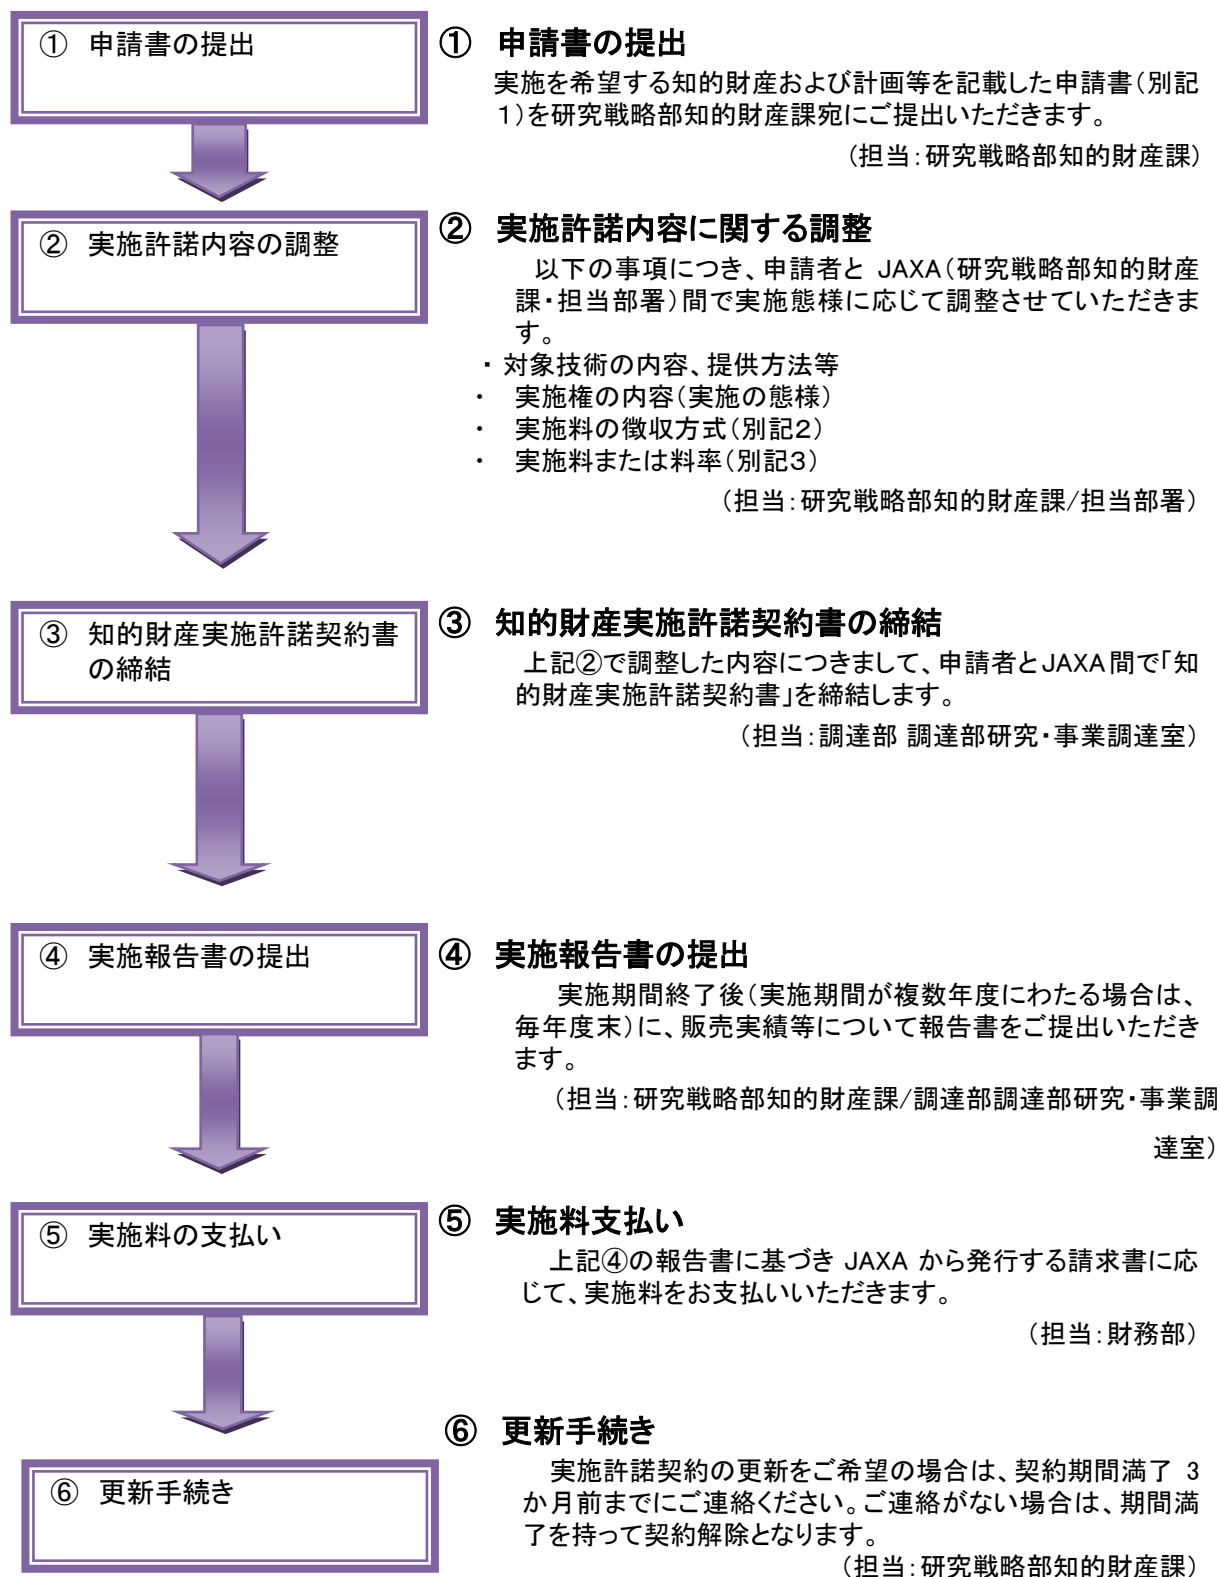 ① 申請書の提出
① 申請書の提出
実施を希望する知的財産および計画等を記載した申請書(別記
1)を研究戦略部知的財産課宛にご提出いただきます。
(担当:研究戦略部知的財産課)
② 実施許諾内容の調整
② 実施許諾内容に関する調整
以下の事項につき、申請者と JAXA(研究戦略部知的財産
課・担当部署)間で実施態様に応じて調整させていただきま
す。
・ 対象技術の内容、提供方法等
・ 実施権の内容(実施の態様)
・ 実施料の徴収方式(別記2)
・ 実施料または料率(別記3)
(担当:研究戦略部知的財産課/担当部署)
③ 知的財産実施許諾契約書
の締結
③ 知的財産実施許諾契約書の締結
上記②で調整した内容につきまして、申請者とJAXA間で「知
的財産実施許諾契約書」を締結します。
(担当:調達部 調達部研究・事業調達室)
④ 実施報告書の提出
④ 実施報告書の提出
実施期間終了後(実施期間が複数年度にわたる場合は、
毎年度末)に、販売実績等について報告書をご提出いただき
ます。
(担当:研究戦略部知的財産課/調達部調達部研究・事業調
達室)
⑤ 実施料の支払い
⑤ 実施料支払い
上記④の報告書に基づき JAXA から発行する請求書に応
じて、実施料をお支払いいただきます。
(担当:財務部)
⑥ 更新手続き
⑥ 更新手続き
実施許諾契約の更新をご希望の場合は、契約期間満了 3
か月前までにご連絡ください。ご連絡がない場合は、期間満
了を持って契約解除となります。
(担当:研究戦略部知的財産課)